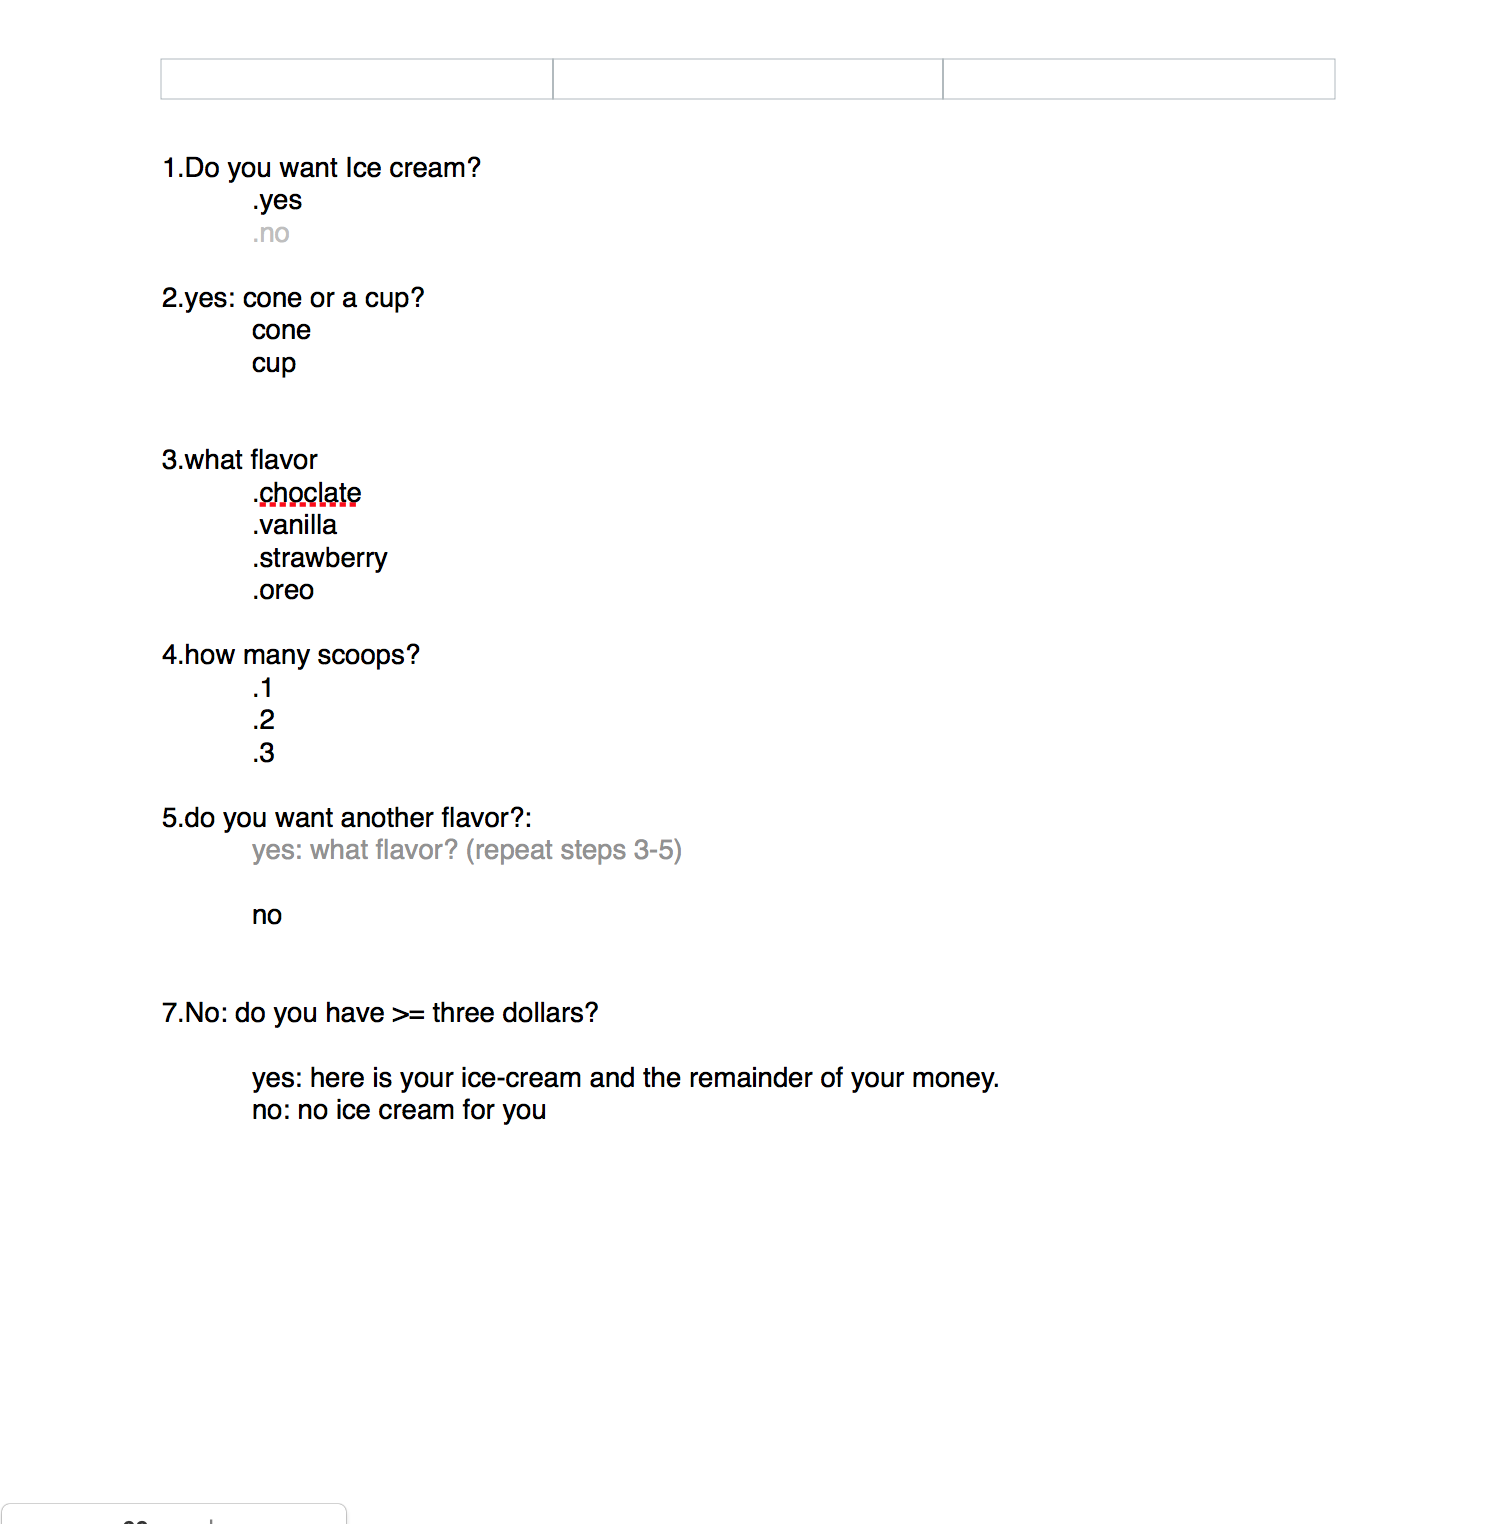 1.Do you want Ice cream?
.yes
.no
2.yes: cone or a cup?
cone
cup
3.what flavor
.choclate
.vanilla
.strawberry
.oreo
4.how many scoops?
.1
.2
.3
5.do you want another flavor?:
yes: what flavor? (repeat steps 3-5)
no
7.No: do you have >= three dollars?
yes: here is your ice-cream and the remainder of your money.
no: no ice cream for you